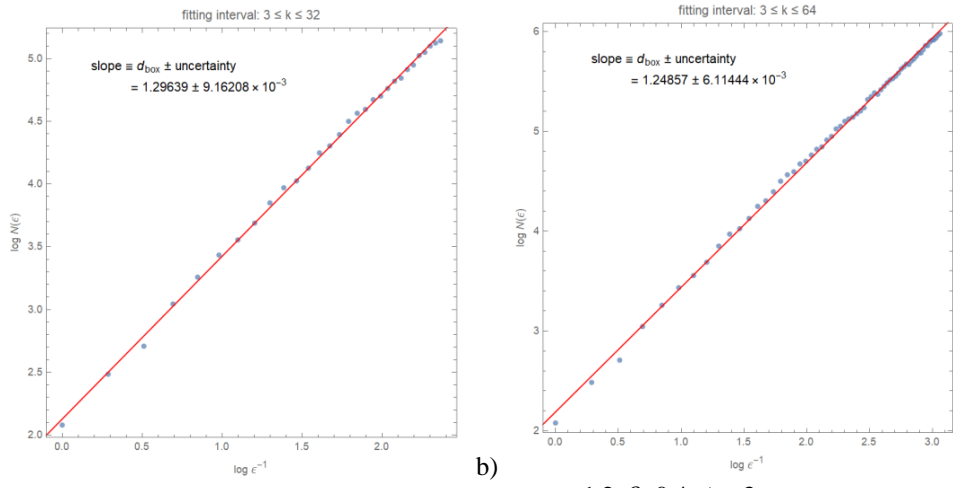 fitting interval: 3 ≤ k ≤ 32
slope ≡ d_box ± uncertainty
= 1.29639 ± 9.16208 × 10⁻³
5.0
4.5
4.0
3.5
3.0
2.5
2.0
log N(ϵ)
0.0 0.5 1.0 1.5 2.0
log ϵ⁻¹
b)
fitting interval: 3 ≤ k ≤ 64
slope ≡ d_box ± uncertainty
= 1.24857 ± 6.11444 × 10⁻³
6
5
4
3
2
log N(ϵ)
0.0 0.5 1.0 1.5 2.0 2.5 3.0
log ϵ⁻¹